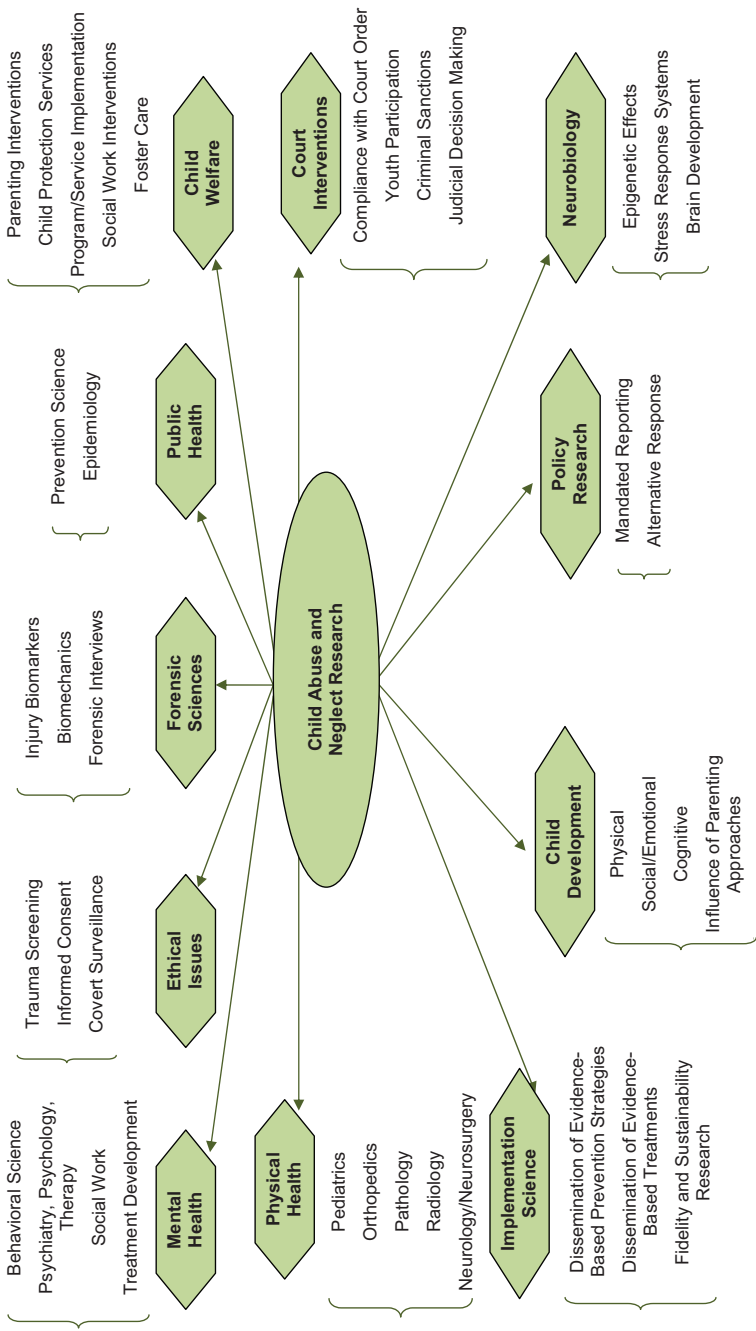 Behavioral Science
Psychiatry, Psychology,
Therapy
Social Work
Treatment Development
Mental
Health
Trauma Screening
Informed Consent
Covert Surveillance
Ethical
Issues
Injury Biomarkers
Biomechanics
Forensic Interviews
Forensic
Sciences
Prevention Science
Epidemiology
Public
Health
Parenting Interventions
Child Protection Services
Program/Service Implementation
Social Work Interventions
Foster Care
Child
Welfare
Physical
Health
Pediatrics
Orthopedics
Pathology
Radiology
Neurology/Neurosurgery
Child Abuse and
Neglect Research
Court
Interventions
Compliance with Court Order
Youth Participation
Criminal Sanctions
Judicial Decision Making
Implementation
Science
Dissemination of Evidence-
Based Prevention Strategies
Dissemination of Evidence-
Based Treatments
Fidelity and Sustainability
Research
Child
Development
Physical
Social/Emotional
Cognitive
Influence of Parenting
Approaches
Policy
Research
Mandated Reporting
Alternative Response
Neurobiology
Epigenetic Effects
Stress Response Systems
Brain Development